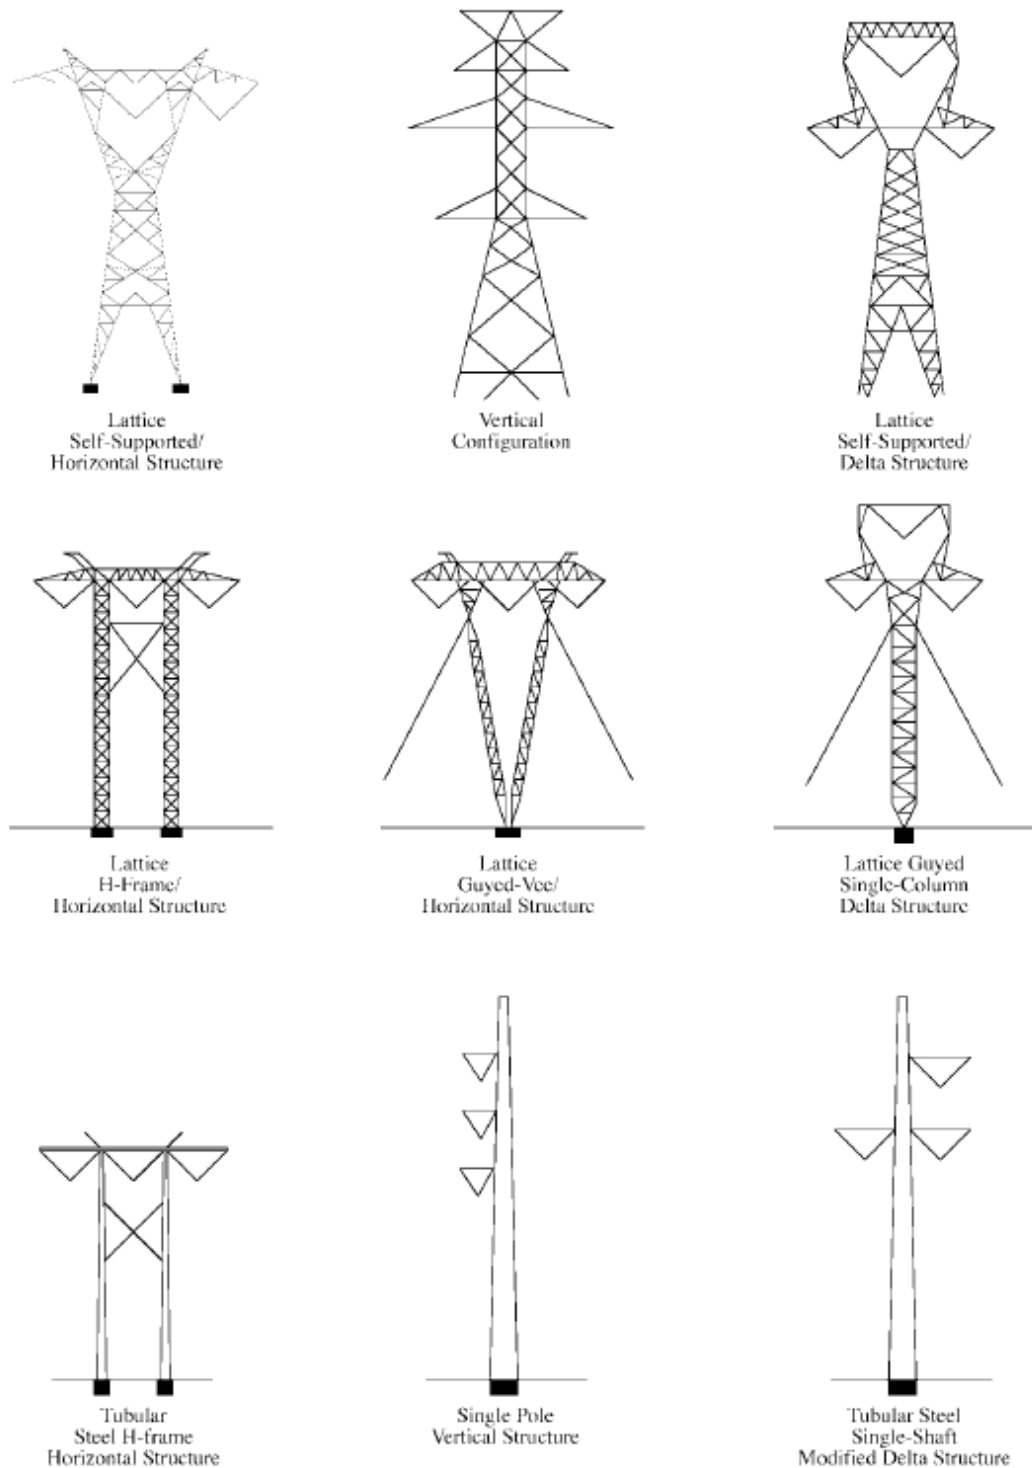 Lattice
Self-Supported/
Horizontal Structure
Vertical
Configuration
Lattice
Self-Supported/
Delta Structure
Lattice
H-Frame/
Horizontal Structure
Lattice
Guyed-Vee/
Horizontal Structure
Lattice Guyed
Single-Column
Delta Structure
Tubular
Steel H-frame
Horizontal Structure
Single Pole
Vertical Structure
Tubular Steel
Single-Shaft
Modified Delta Structure